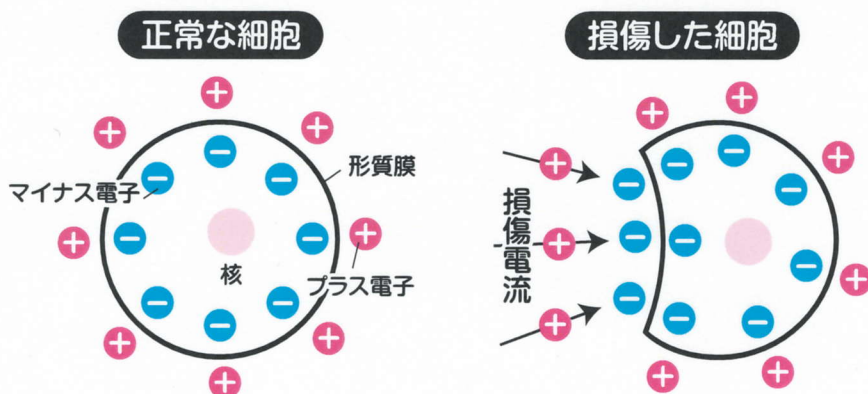 正常な細胞
損傷した細胞
形質膜
マイナス電子
核
プラス電子
損傷電流